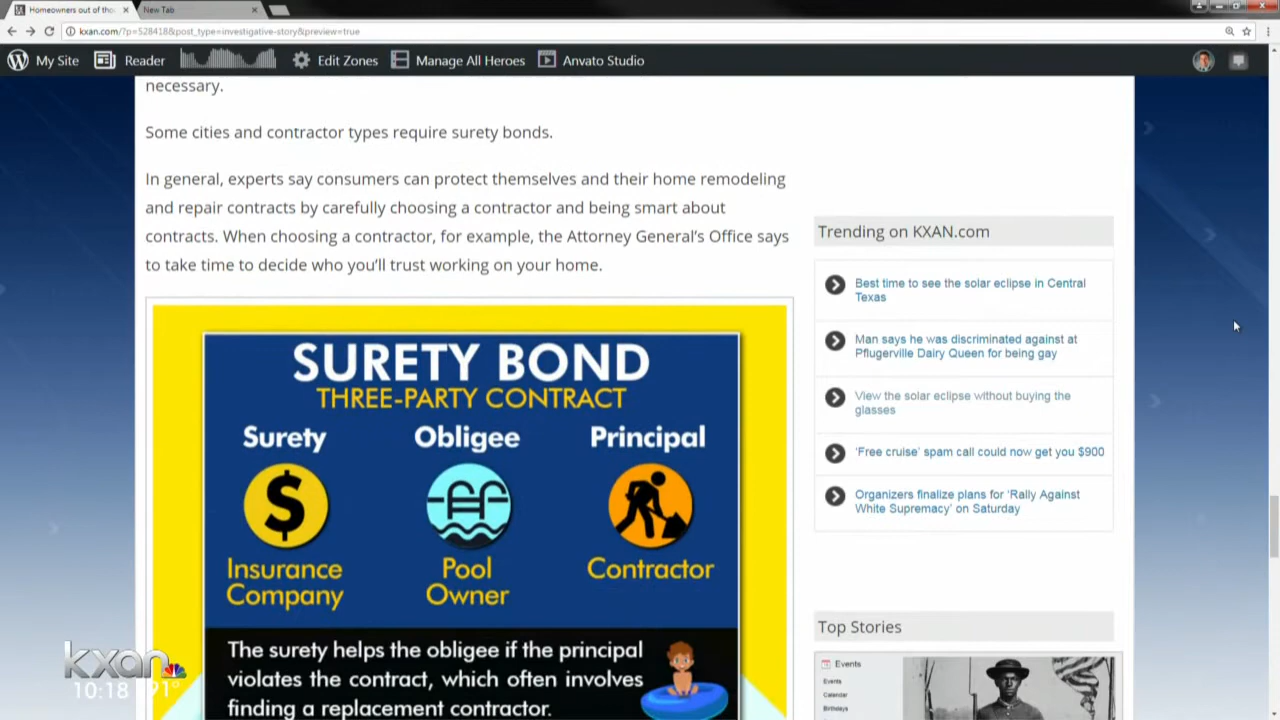 Homeowners out of tho
New Tab
kxan.com/?p=528418&post_type=investigative-story&preview=true
My Site
Reader
Edit Zones
Manage All Heroes
Anvato Studio
necessary.
Some cities and contractor types require surety bonds.
In general, experts say consumers can protect themselves and their home remodeling
and repair contracts by carefully choosing a contractor and being smart about
contracts. When choosing a contractor, for example, the Attorney General's Office says
to take time to decide who you'll trust working on your home.
SURETY BOND
THREE-PARTY CONTRACT
Surety
Obligee
Principal
$
Insurance
Company
Pool
Owner
Contractor
The surety helps the obligee if the principal
violates the contract, which often involves
finding a replacement contractor.
Trending on KXAN.com
Best time to see the solar eclipse in Central
Texas
Man says he was discriminated against at
Pflugerville Dairy Queen for being gay
View the solar eclipse without buying the
glasses
'Free cruise' spam call could now get you $900
Organizers finalize plans for 'Rally Against
White Supremacy' on Saturday
Top Stories
Events
Events
Calendar
Birthdays
kxan
10:18 91°